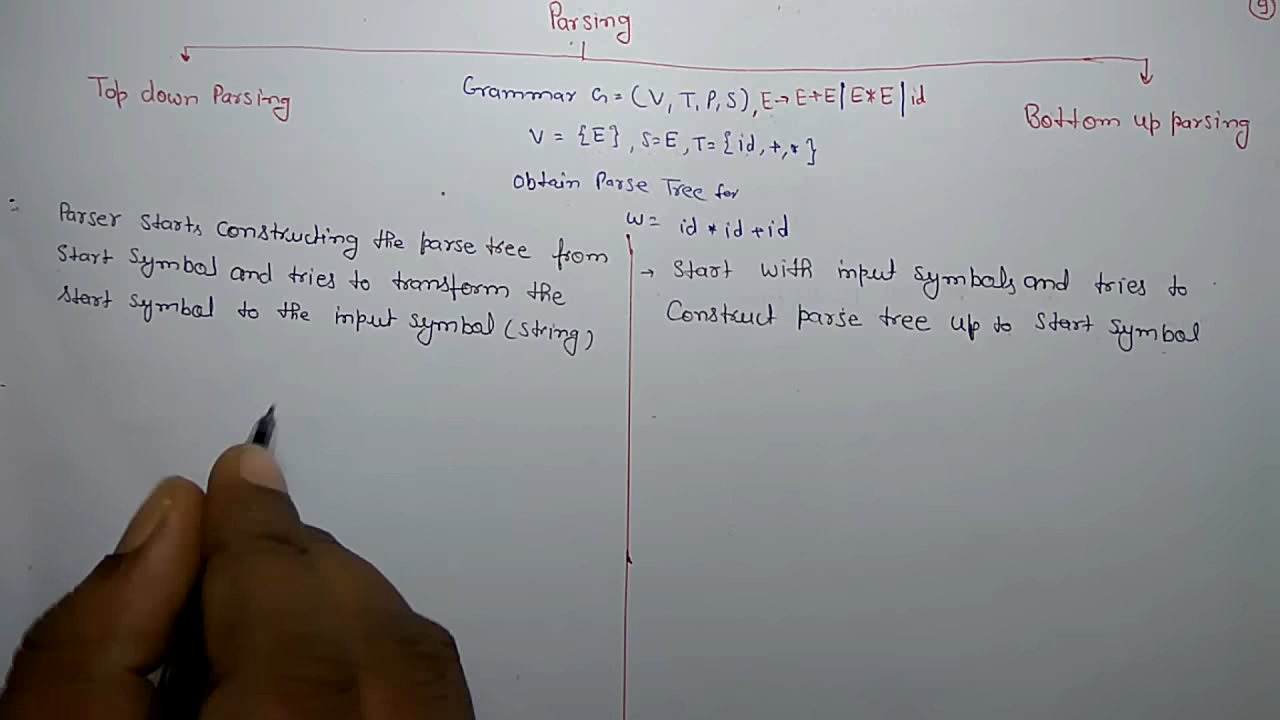 9
Parsing
Top down Parsing
Grammar G = (V, T, P, S), E → E+E | E*E | id
Bottom up parsing
V = {E}, S=E, T={id, +, *}
Obtain Parse Tree for
W = id * id + id
Parser starts constructing the parse tree from
start symbol and tries to transform the
start symbol to the input symbol (string)
→ start with input symbols and tries to
Construct parse tree up to start symbol